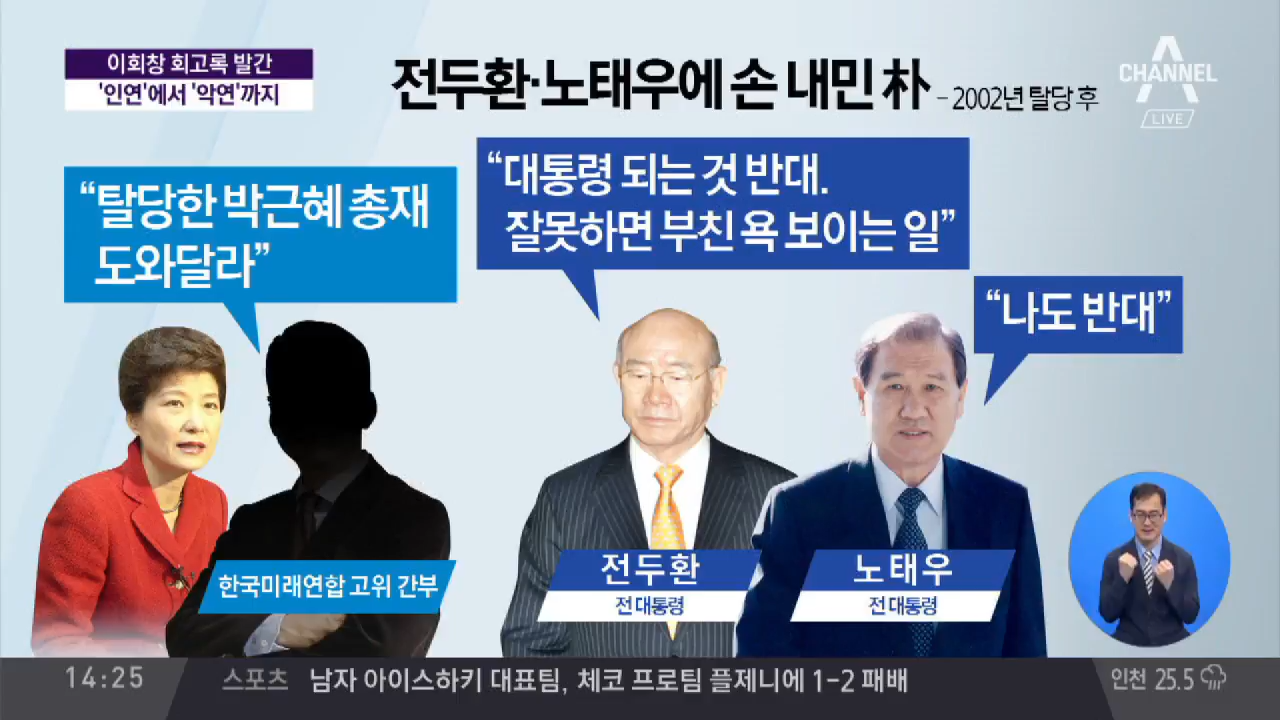 이회창 회고록 발간
'인연'에서 '악연'까지
전두환·노태우에 손 내민 朴 - 2002년 탈당 후
CHANNEL A
LIVE
"탈당한 박근혜 총재
도와달라"
"대통령 되는 것 반대.
잘못하면 부친 욕 보이는 일"
"나도 반대"
한국미래연합 고위 간부
전두환
전 대통령
노태우
전 대통령
14:25 스포츠 남자 아이스하키 대표팀, 체코 프로팀 플제니에 1-2 패배 인천 25.5